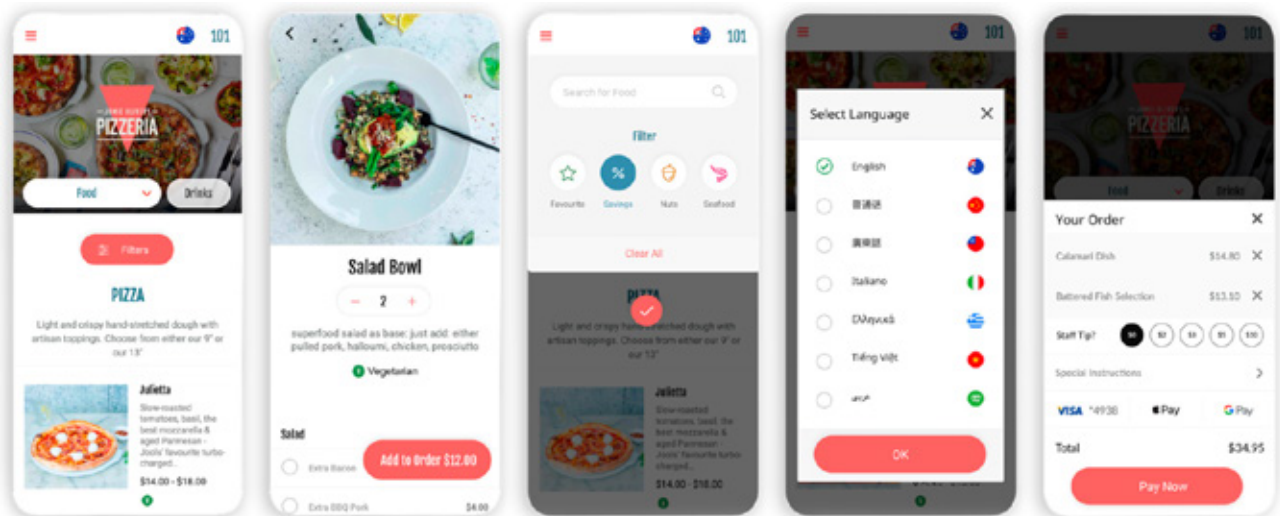 101
PIZZERIA
Food
Drinks
Filters
PIZZA
Light and crispy hand-stretched dough with
artisan toppings. Choose from either our 9" or
our 13"
Julietta
Slow-roasted
tomatoes, basil, the
best mozzarella &
aged Parmesan -
Jools' favourite turbo-
charged...
$14.00 - $18.00
Salad Bowl
2
superfood salad as base: just add: either
pulled pork, halloumi, chicken, prosciutto
Vegetarian
Salad
Extra Bacon
Add to Order $12.00
Extra BBQ Pork
$4.00
101
Search for Food
Filter
Favourite
Savings
Nuts
Seafood
Clear All
PIZZA
Light and crispy hand-stretched dough with
artisan toppings. Choose from either our 9" or
our 13"
Julietta
Slow-roasted
tomatoes, basil, the
best mozzarella &
aged Parmesan -
Jools' favourite turbo-
charged...
$14.00 - $18.00
101
Select Language
English
普通话
廣東話
Italiano
Ελληνικά
Tiếng Việt
عربي
OK
101
PIZZERIA
Food
Drinks
Your Order
Calamari Dish $14.80
Battered Fish Selection $13.50
Staff Tip? $0 $2 $3 $5 $10
Special Instructions
VISA *4938
Pay
G Pay
Total $34.95
Pay Now